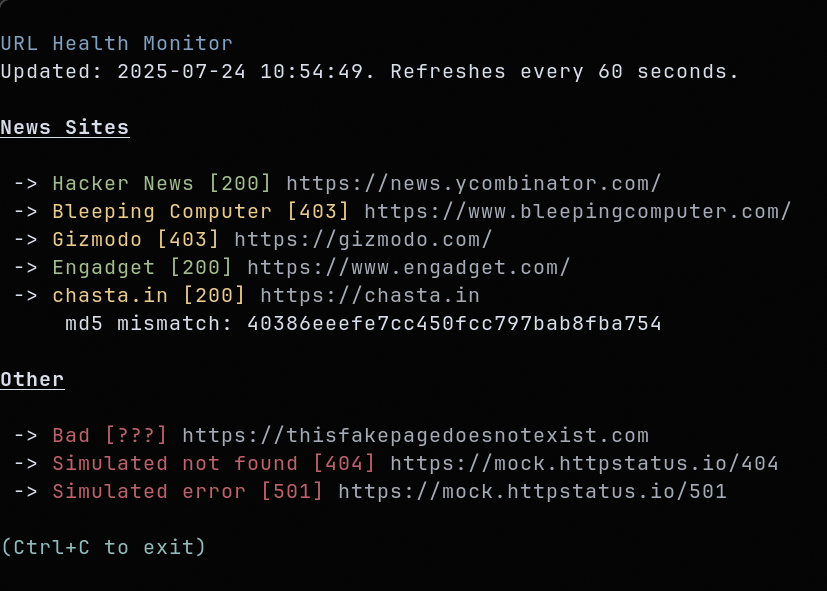 URL Health Monitor
Updated: 2025-07-24 10:54:49. Refreshes every 60 seconds.
News Sites
-> Hacker News [200] https://news.ycombinator.com/
-> Bleeping Computer [403] https://www.bleepingcomputer.com/
-> Gizmodo [403] https://gizmodo.com/
-> Engadget [200] https://www.engadget.com/
-> chasta.in [200] https://chasta.in
md5 mismatch: 40386eeefe7cc450fcc797bab8fba754
Other
-> Bad [???] https://thisfakepagedoesnotexist.com
-> Simulated not found [404] https://mock.httpstatus.io/404
-> Simulated error [501] https://mock.httpstatus.io/501
(Ctrl+C to exit)